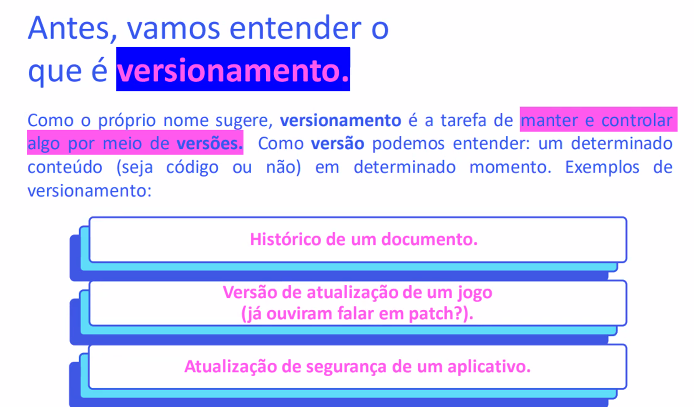 Antes, vamos entender o
que é versionamento.
Como o próprio nome sugere, versionamento é a tarefa de manter e controlar
algo por meio de versões. Como versão podemos entender: um determinado
conteúdo (seja código ou não) em determinado momento. Exemplos de
versionamento:
Histórico de um documento.
Versão de atualização de um jogo
(já ouviram falar em patch?).
Atualização de segurança de um aplicativo.